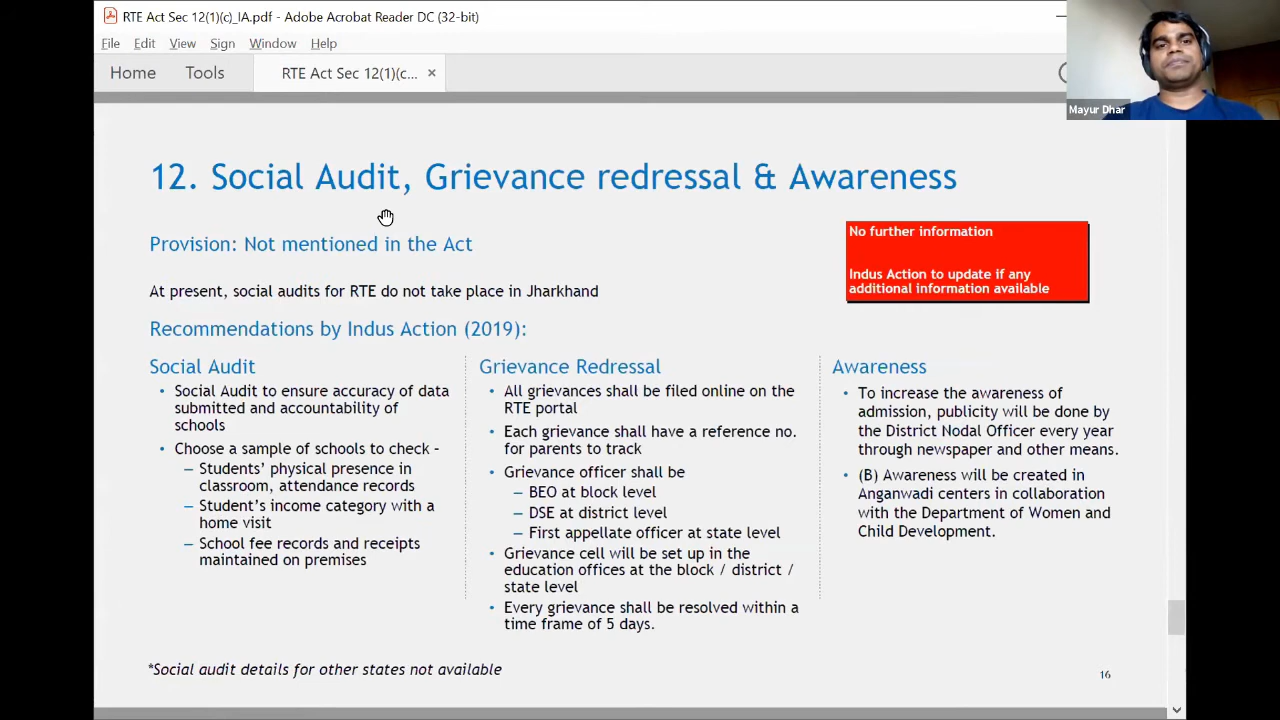 RTE Act Sec 12(1)(c)_IA.pdf - Adobe Acrobat Reader DC (32-bit)
File Edit View Sign Window Help
Home Tools RTE Act Sec 12(1)(c... ×
Mayur Dhar
12. Social Audit, Grievance redressal & Awareness
Provision: Not mentioned in the Act
No further information
Indus Action to update if any
additional information available
At present, social audits for RTE do not take place in Jharkhand
Recommendations by Indus Action (2019):
Social Audit
• Social Audit to ensure accuracy of data
submitted and accountability of
schools
• Choose a sample of schools to check –
– Students' physical presence in
classroom, attendance records
– Student's income category with a
home visit
– School fee records and receipts
maintained on premises
Grievance Redressal
• All grievances shall be filed online on the
RTE portal
• Each grievance shall have a reference no.
for parents to track
• Grievance officer shall be
– BEO at block level
– DSE at district level
– First appellate officer at state level
• Grievance cell will be set up in the
education offices at the block / district /
state level
• Every grievance shall be resolved within a
time frame of 5 days.
Awareness
• To increase the awareness of
admission, publicity will be done by
the District Nodal Officer every year
through newspaper and other means.
• (B) Awareness will be created in
Anganwadi centers in collaboration
with the Department of Women and
Child Development.
*Social audit details for other states not available
16